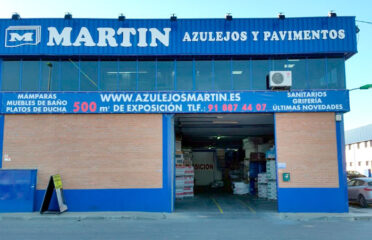 M MARTIN AZULEJOS Y PAVIMENTOS
MAMPARAS
MUEBLES DE BAÑO
PLATOS DE DUCHA
WWW.AZULEJOSMARTIN.ES
500 m² DE EXPOSICIÓN TLF.: 91 887 44 07
SANITARIOS
GRIFERÍA
ÚLTIMAS NOVEDADES